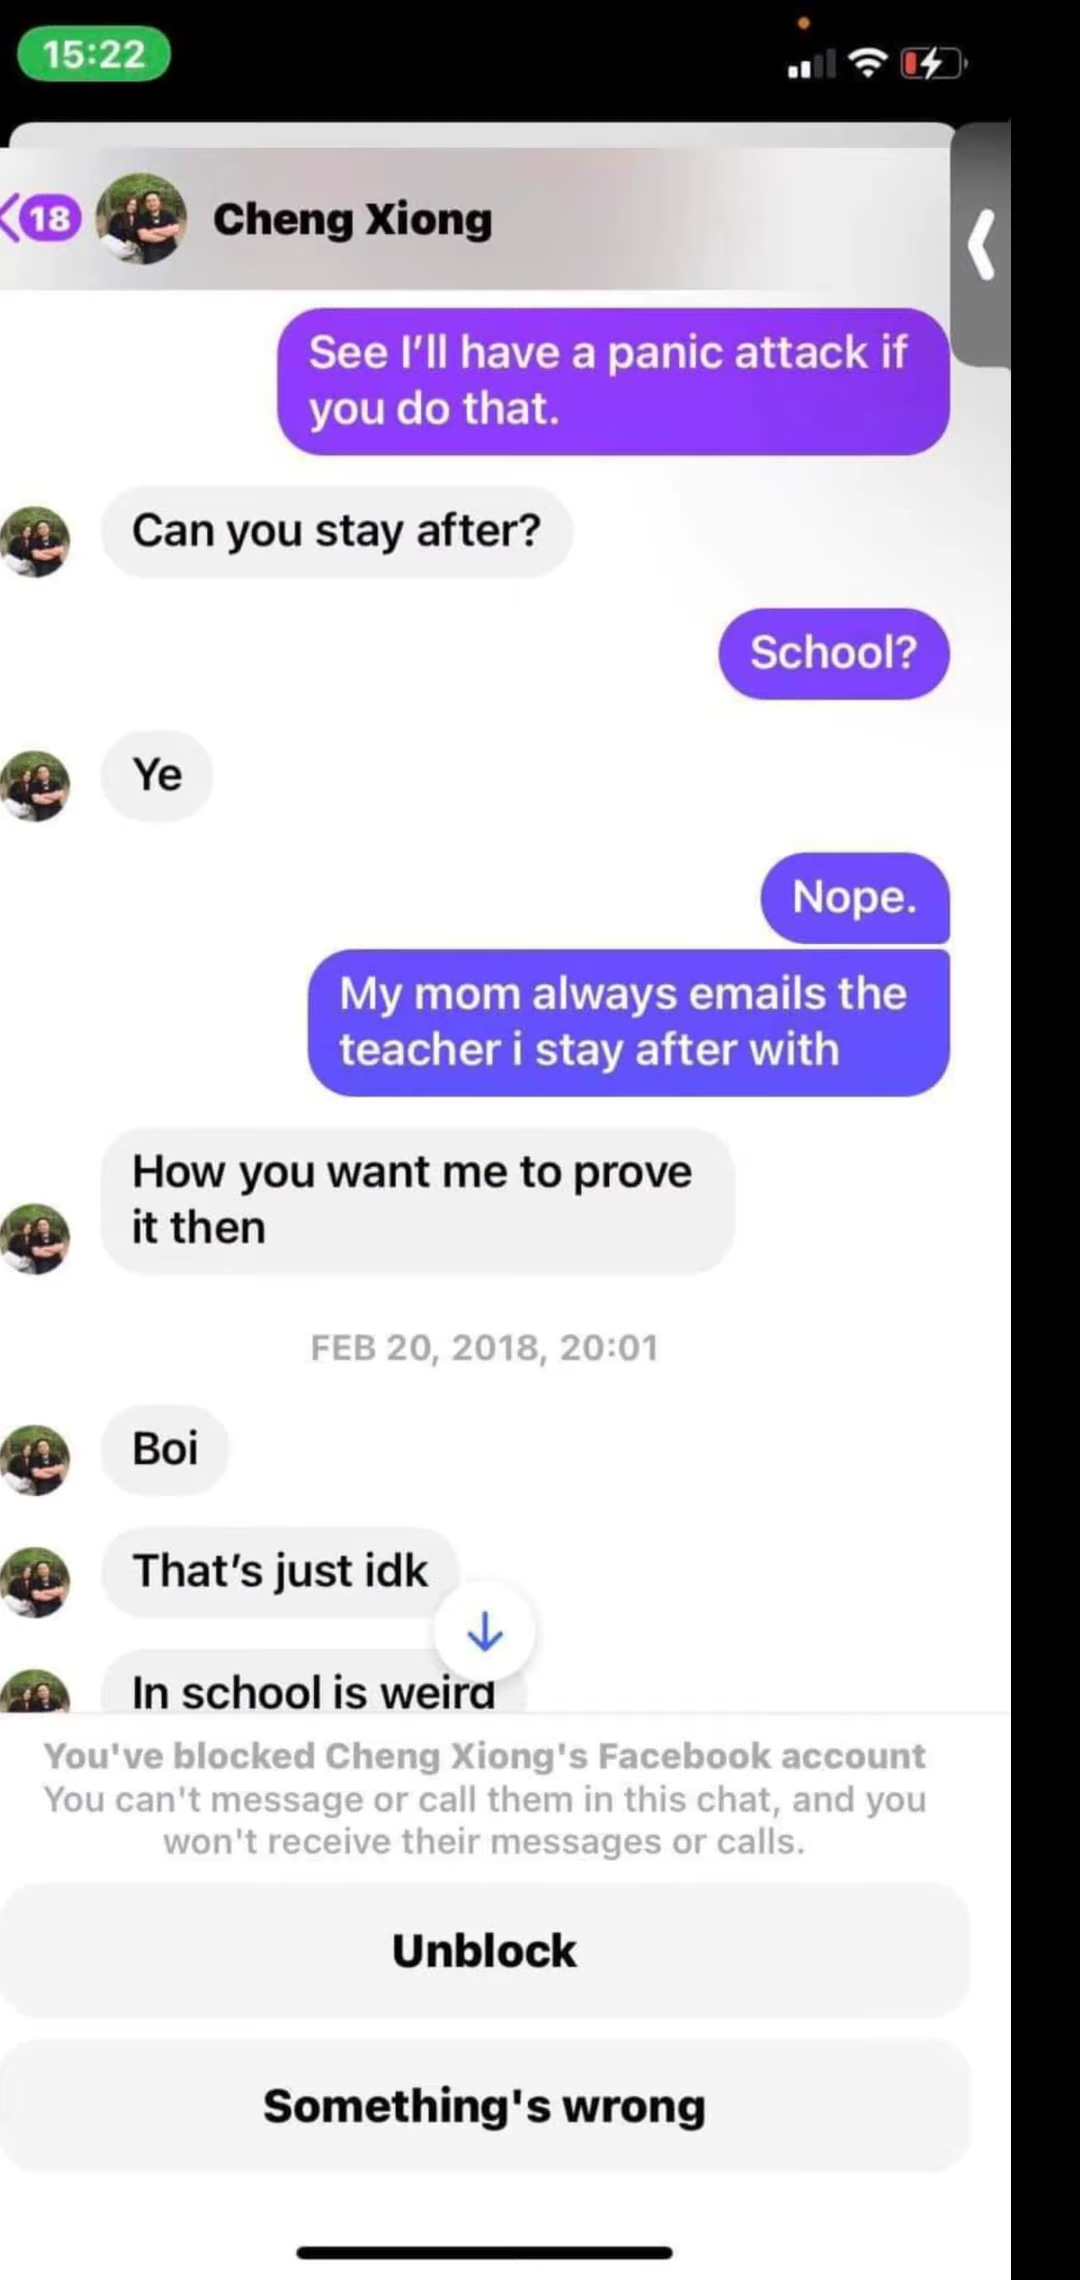 15:22
18
Cheng Xiong
See I'll have a panic attack if
you do that.
Can you stay after?
School?
Ye
Nope.
My mom always emails the
teacher i stay after with
How you want me to prove
it then
FEB 20, 2018, 20:01
Boi
That's just idk
In school is weird
You've blocked Cheng Xiong's Facebook account
You can't message or call them in this chat, and you
won't receive their messages or calls.
Unblock
Something's wrong